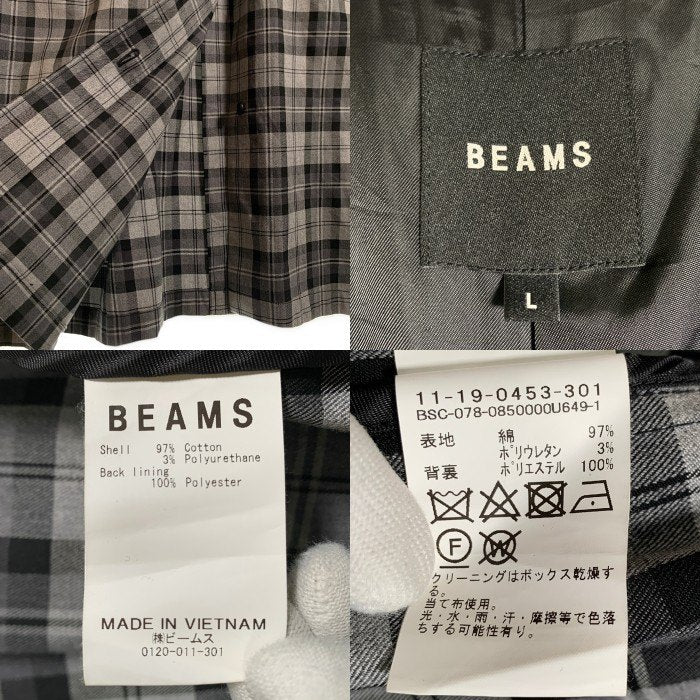 BEAMS
L
BEAMS
Shell 97% Cotton
3% Polyurethane
Back lining
100% Polyester
MADE IN VIETNAM
㈱ビームス
0120-011-301
11-19-0453-301
BSC-078-0850000U649-1
表地 綿 97%
ポリウレタン 3%
背裏 ポリエステル 100%
F W
クリーニングはボックス乾燥する。
当て布使用。
光・水・雨・汗・摩擦等で色落ちする可能性有り。